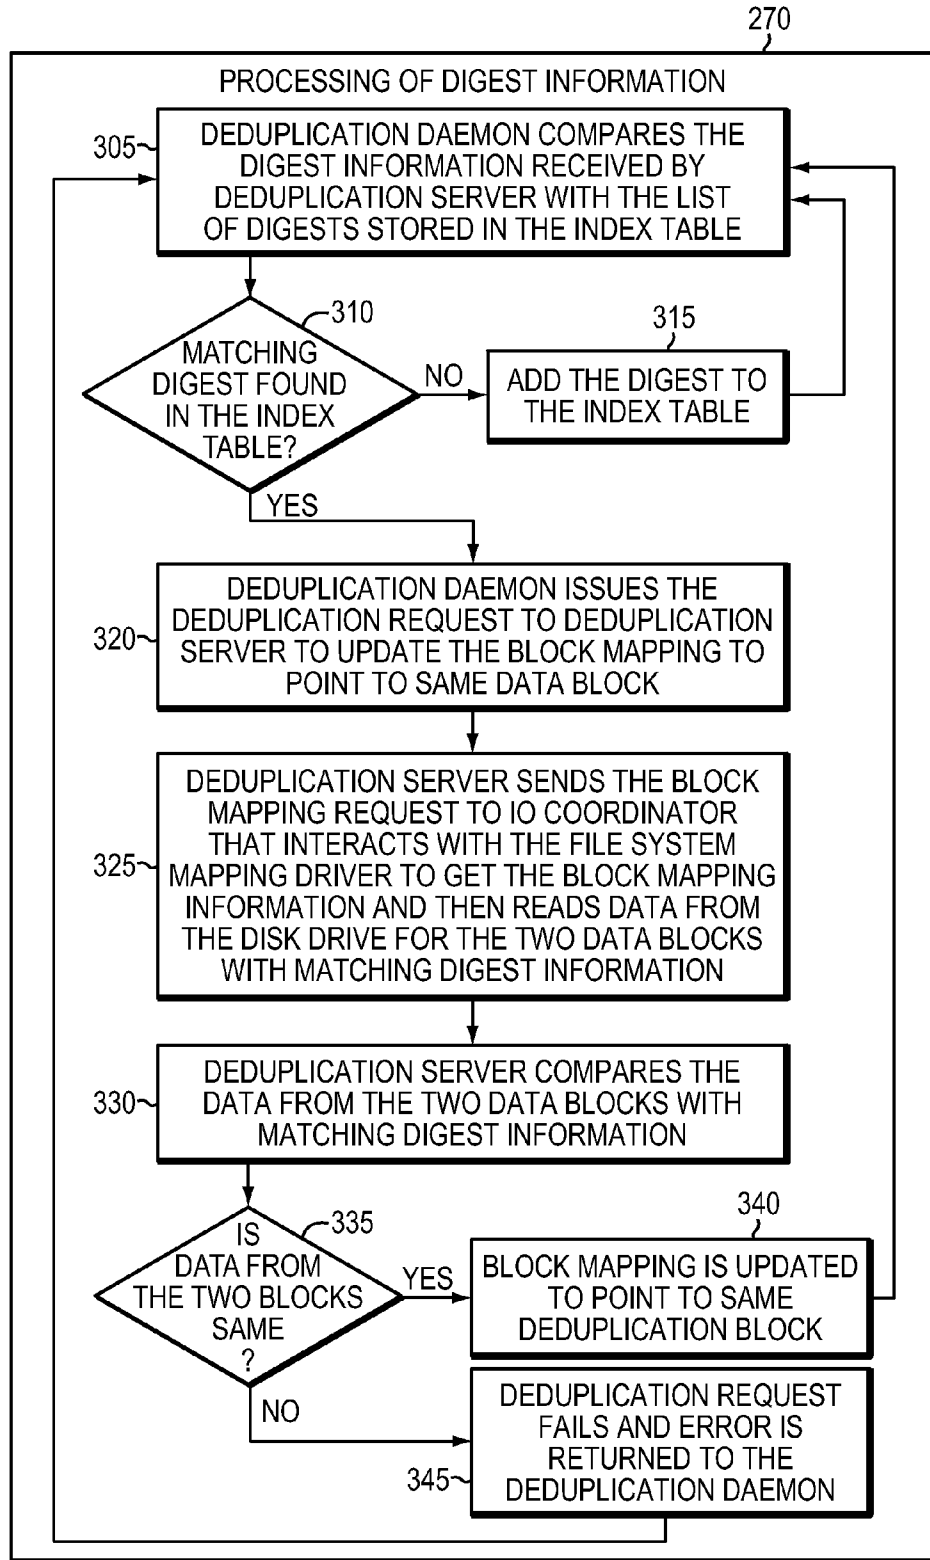 270
PROCESSING OF DIGEST INFORMATION
305
DEDUPLICATION DAEMON COMPARES THE
DIGEST INFORMATION RECEIVED BY
DEDUPLICATION SERVER WITH THE LIST
OF DIGESTS STORED IN THE INDEX TABLE
310
MATCHING
DIGEST FOUND
IN THE INDEX
TABLE?
NO
315
ADD THE DIGEST TO
THE INDEX TABLE
YES
320
DEDUPLICATION DAEMON ISSUES THE
DEDUPLICATION REQUEST TO DEDUPLICATION
SERVER TO UPDATE THE BLOCK MAPPING TO
POINT TO SAME DATA BLOCK
325
DEDUPLICATION SERVER SENDS THE BLOCK
MAPPING REQUEST TO IO COORDINATOR
THAT INTERACTS WITH THE FILE SYSTEM
MAPPING DRIVER TO GET THE BLOCK MAPPING
INFORMATION AND THEN READS DATA FROM
THE DISK DRIVE FOR THE TWO DATA BLOCKS
WITH MATCHING DIGEST INFORMATION
330
DEDUPLICATION SERVER COMPARES THE
DATA FROM THE TWO DATA BLOCKS WITH
MATCHING DIGEST INFORMATION
335
IS
DATA FROM
THE TWO BLOCKS
SAME
?
YES
340
BLOCK MAPPING IS UPDATED
TO POINT TO SAME
DEDUPLICATION BLOCK
NO
345
DEDUPLICATION REQUEST
FAILS AND ERROR IS
RETURNED TO THE
DEDUPLICATION DAEMON